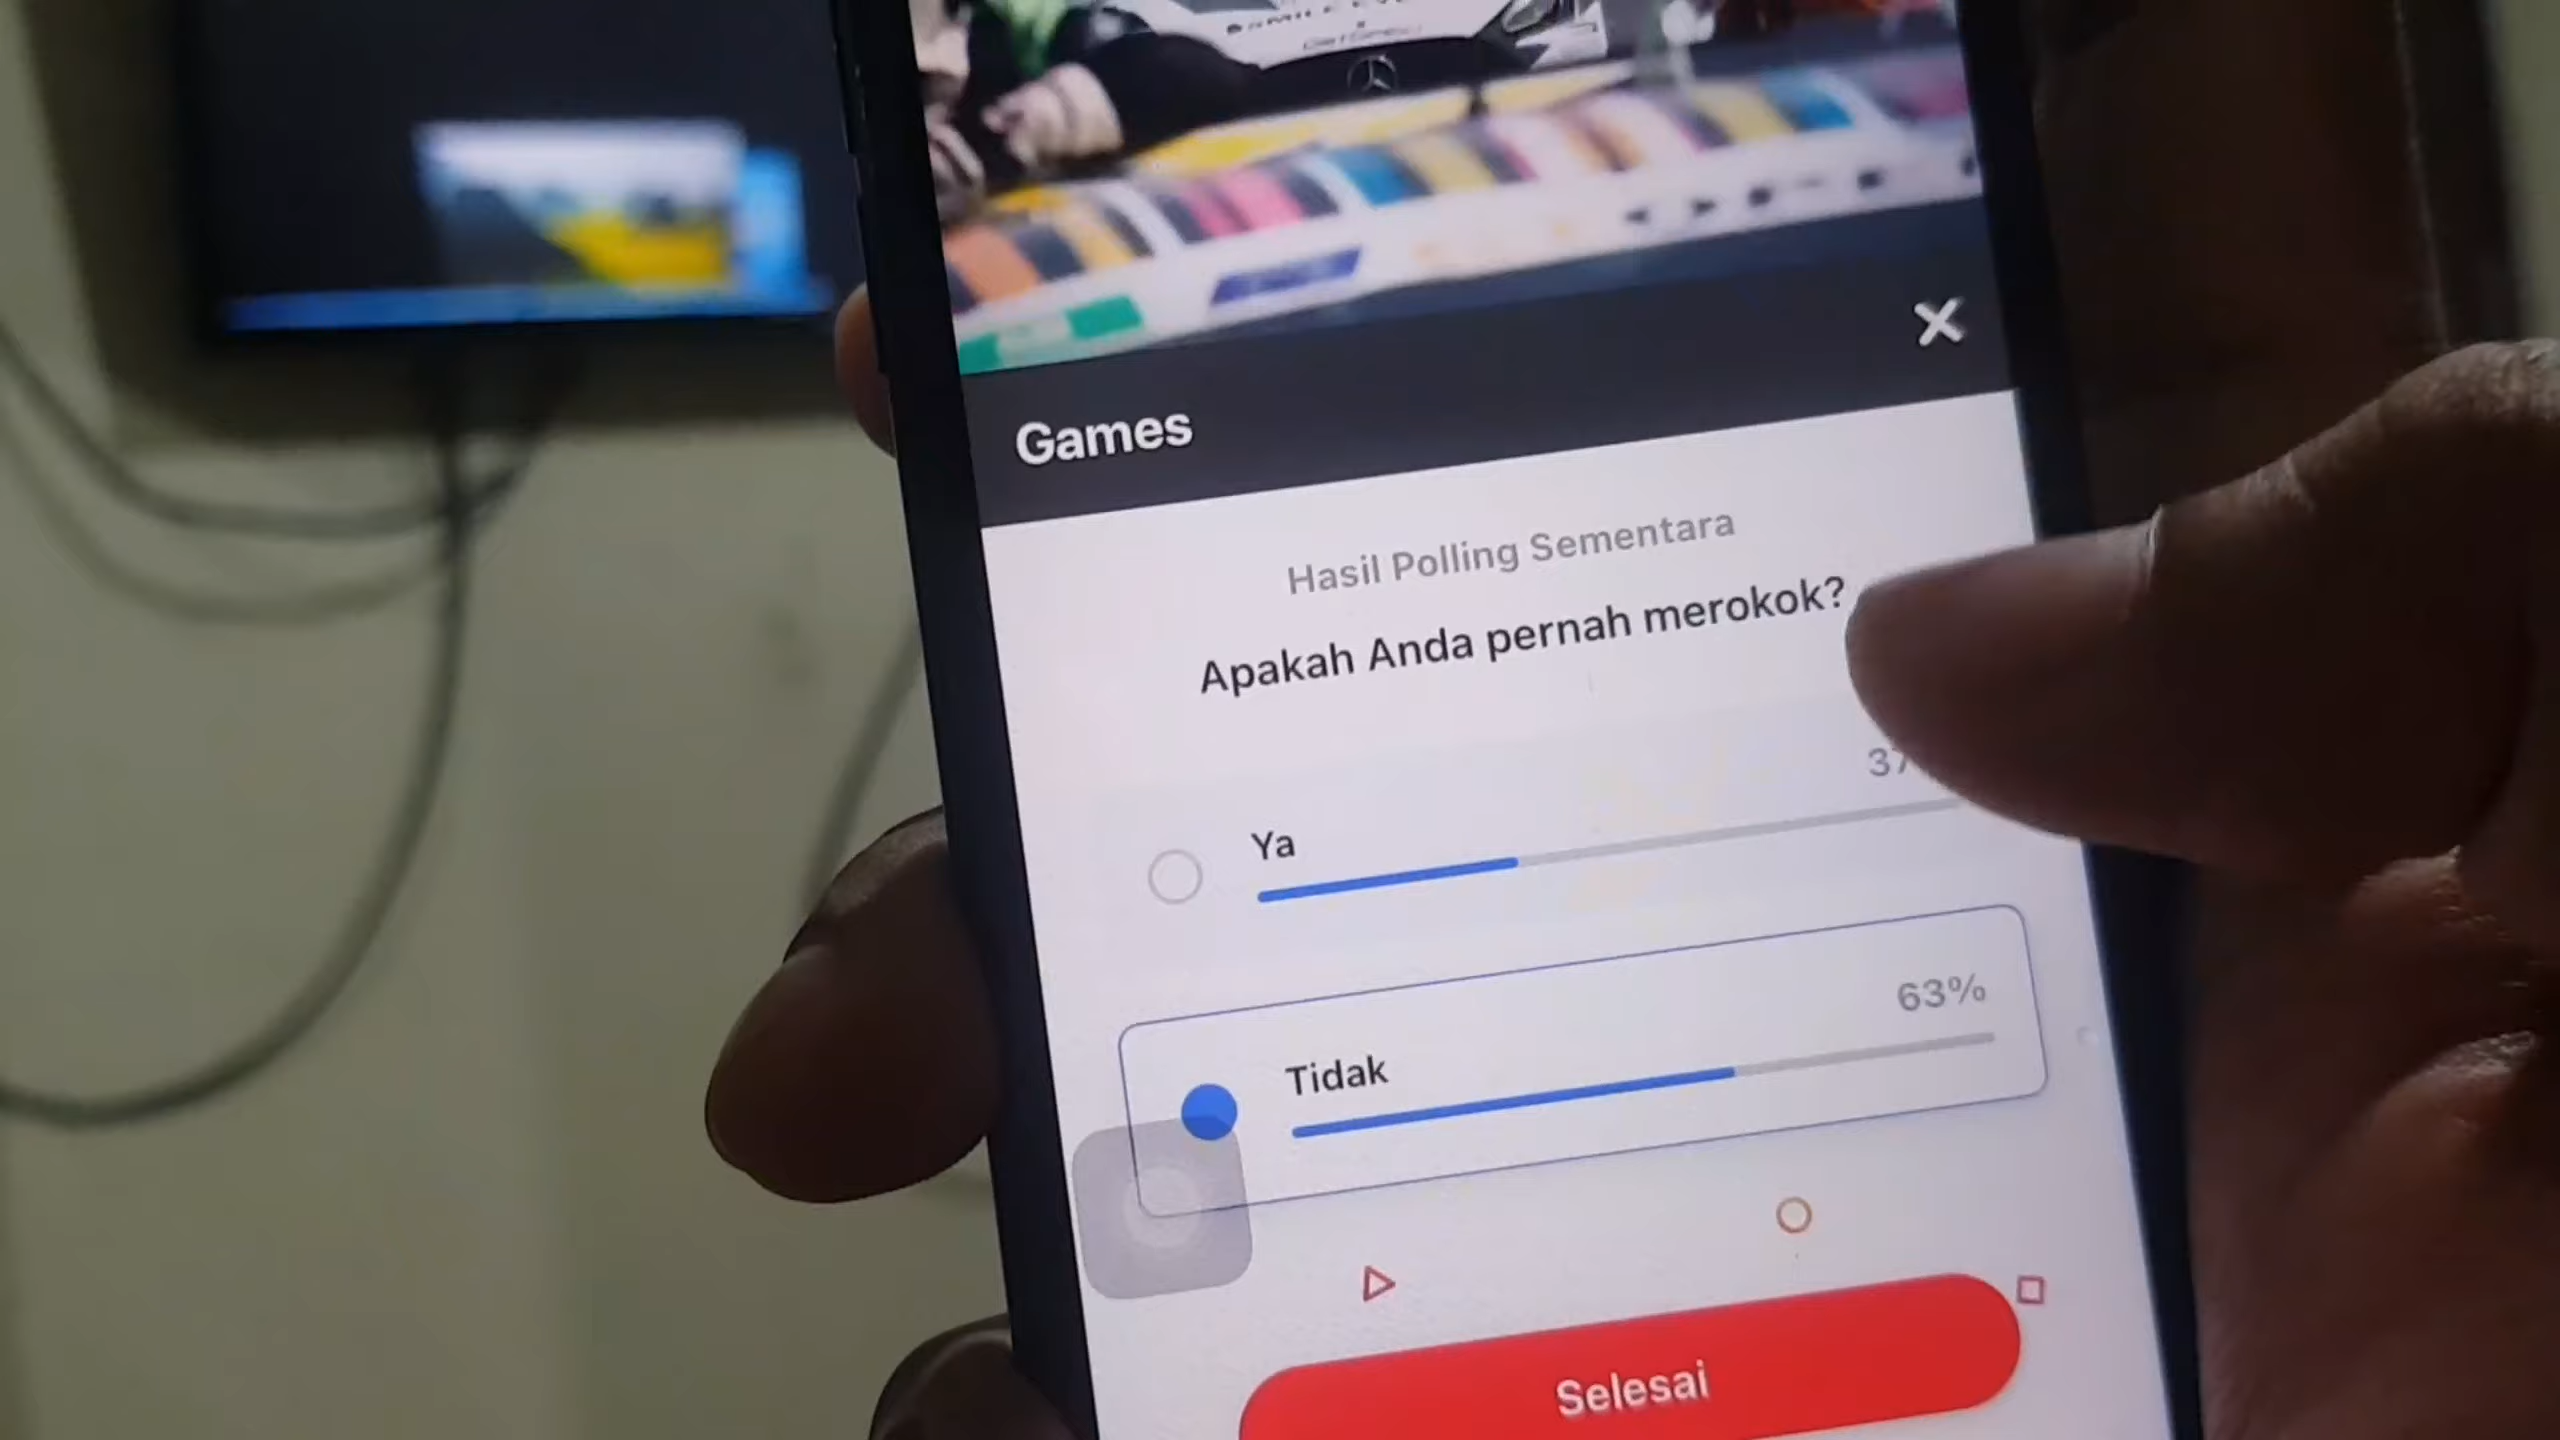 Games
Hasil Polling Sementara
Apakah Anda pernah merokok?
Ya
63%
Tidak
Selesai